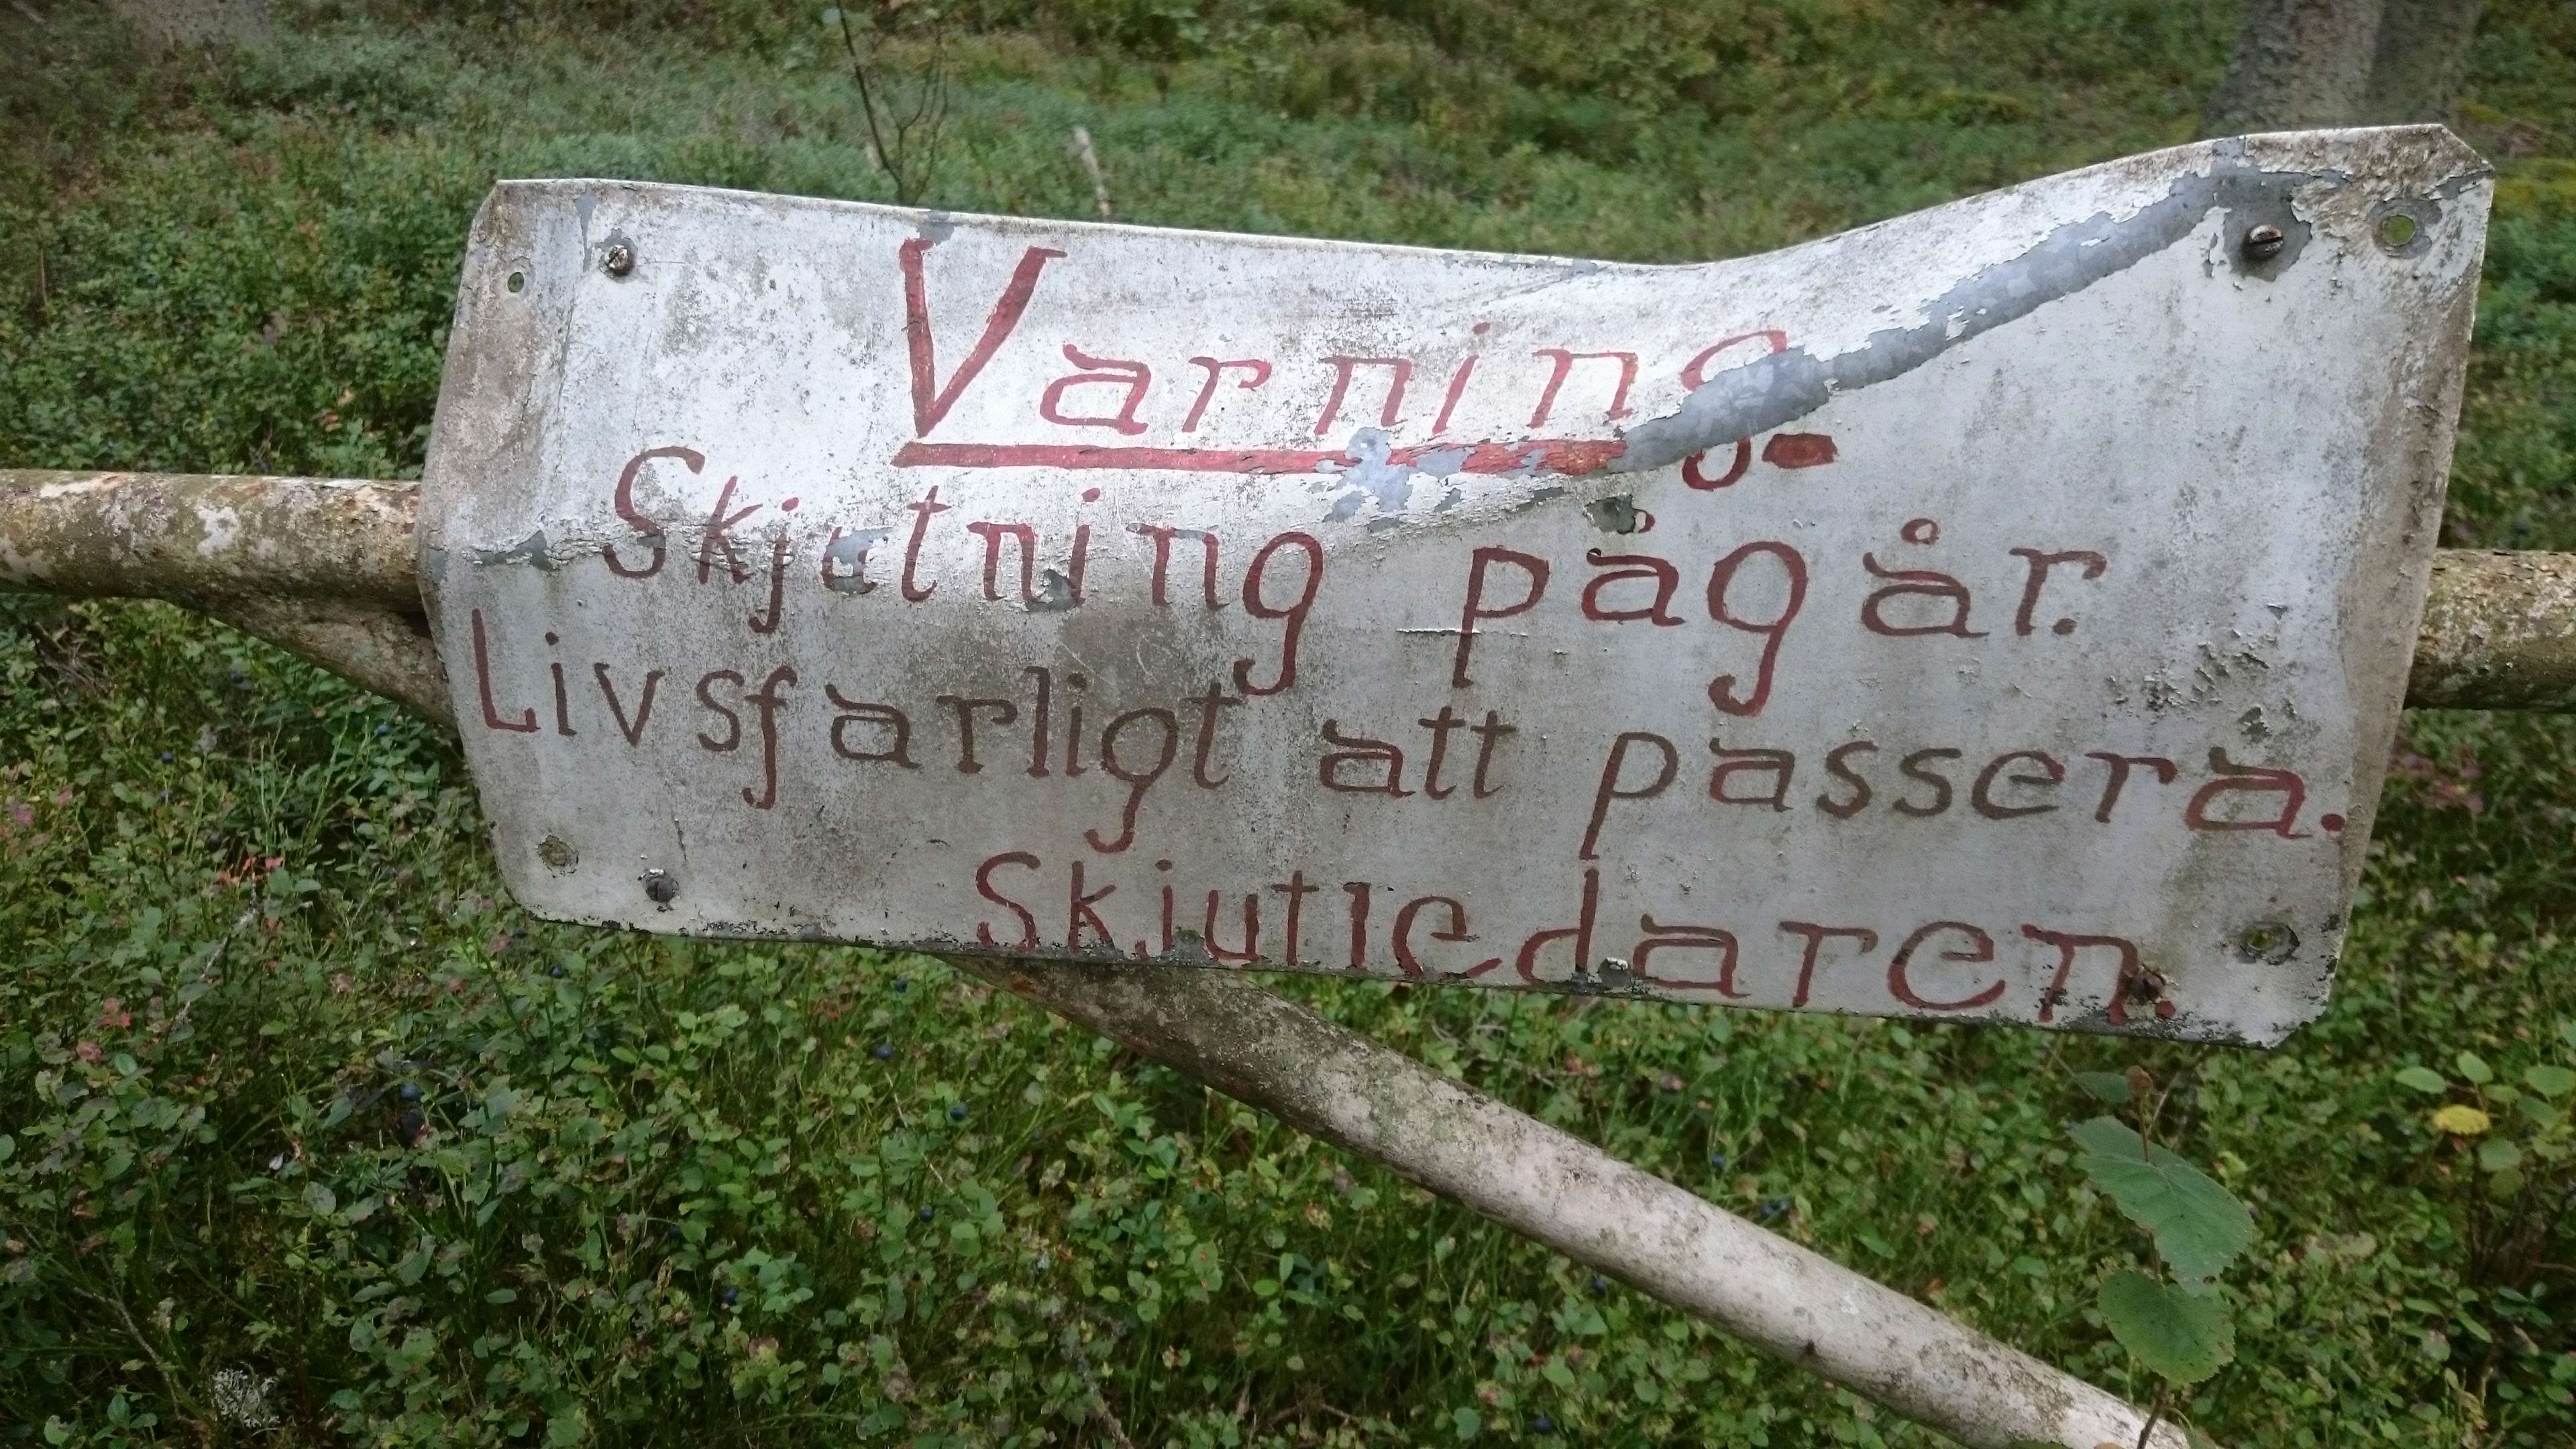 Varning
Skjutning pågår.
Livsfarligt att passera.
Skjutledaren.